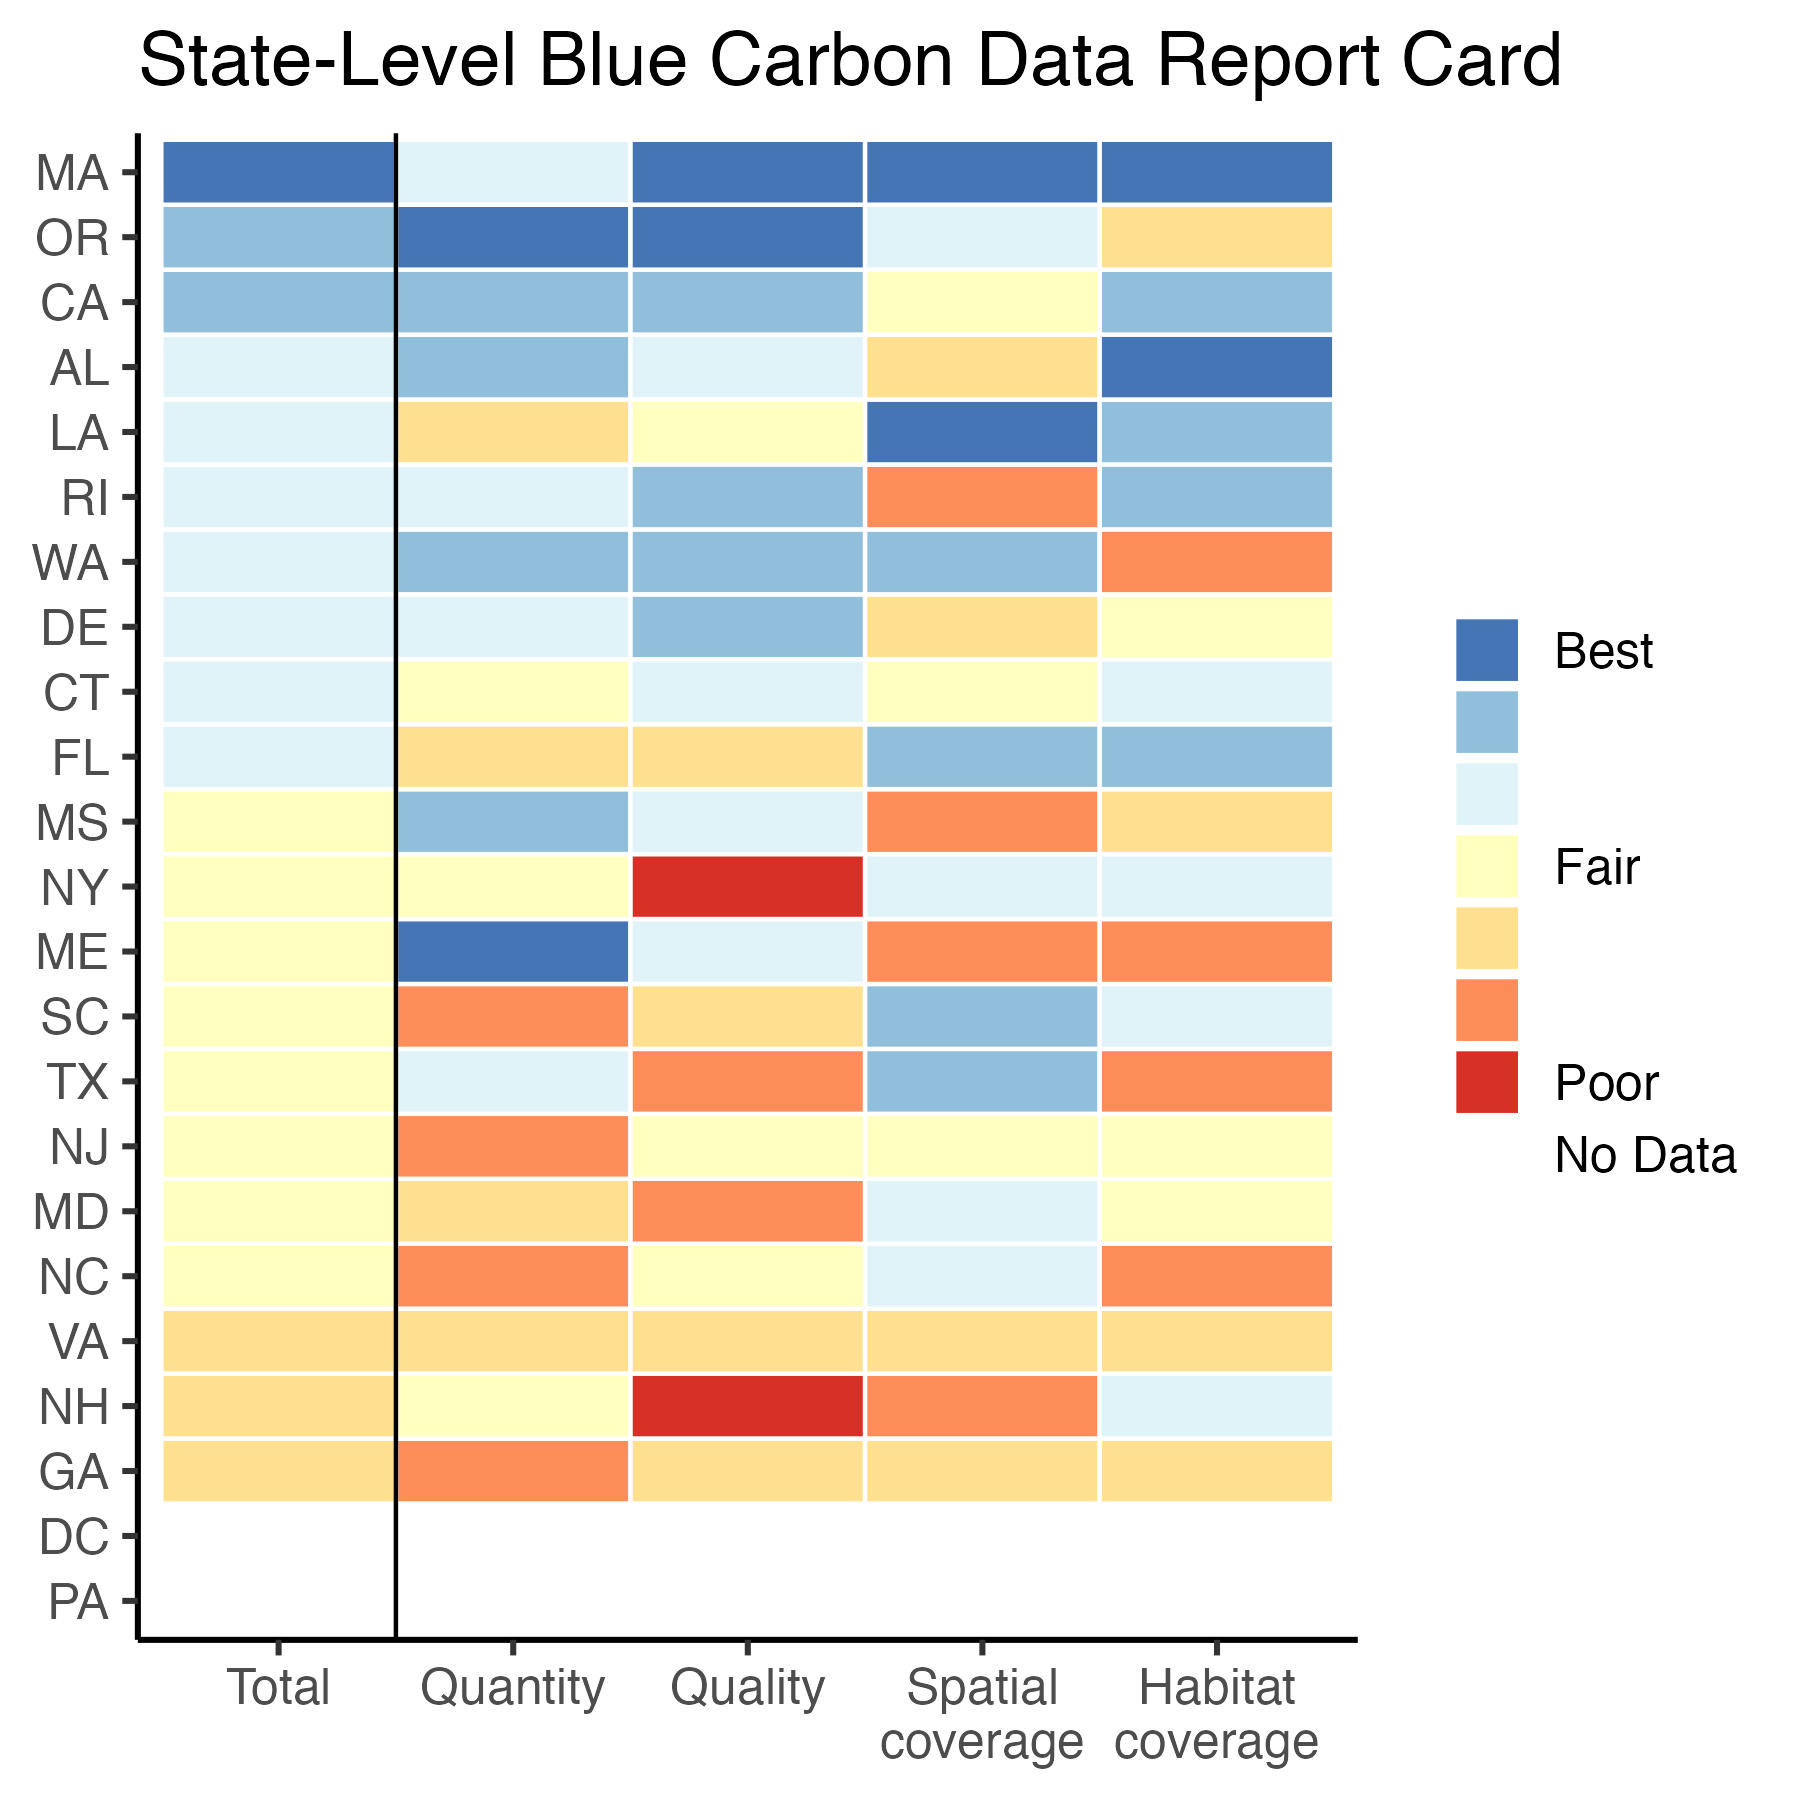 State-Level Blue Carbon Data Report Card
MA
OR
CA
AL
LA
RI
WA
DE
CT
FL
MS
NY
ME
SC
TX
NJ
MD
NC
VA
NH
GA
DC
PA
Total
Quantity
Quality
Spatial
coverage
Habitat
coverage
Best
Fair
Poor
No Data